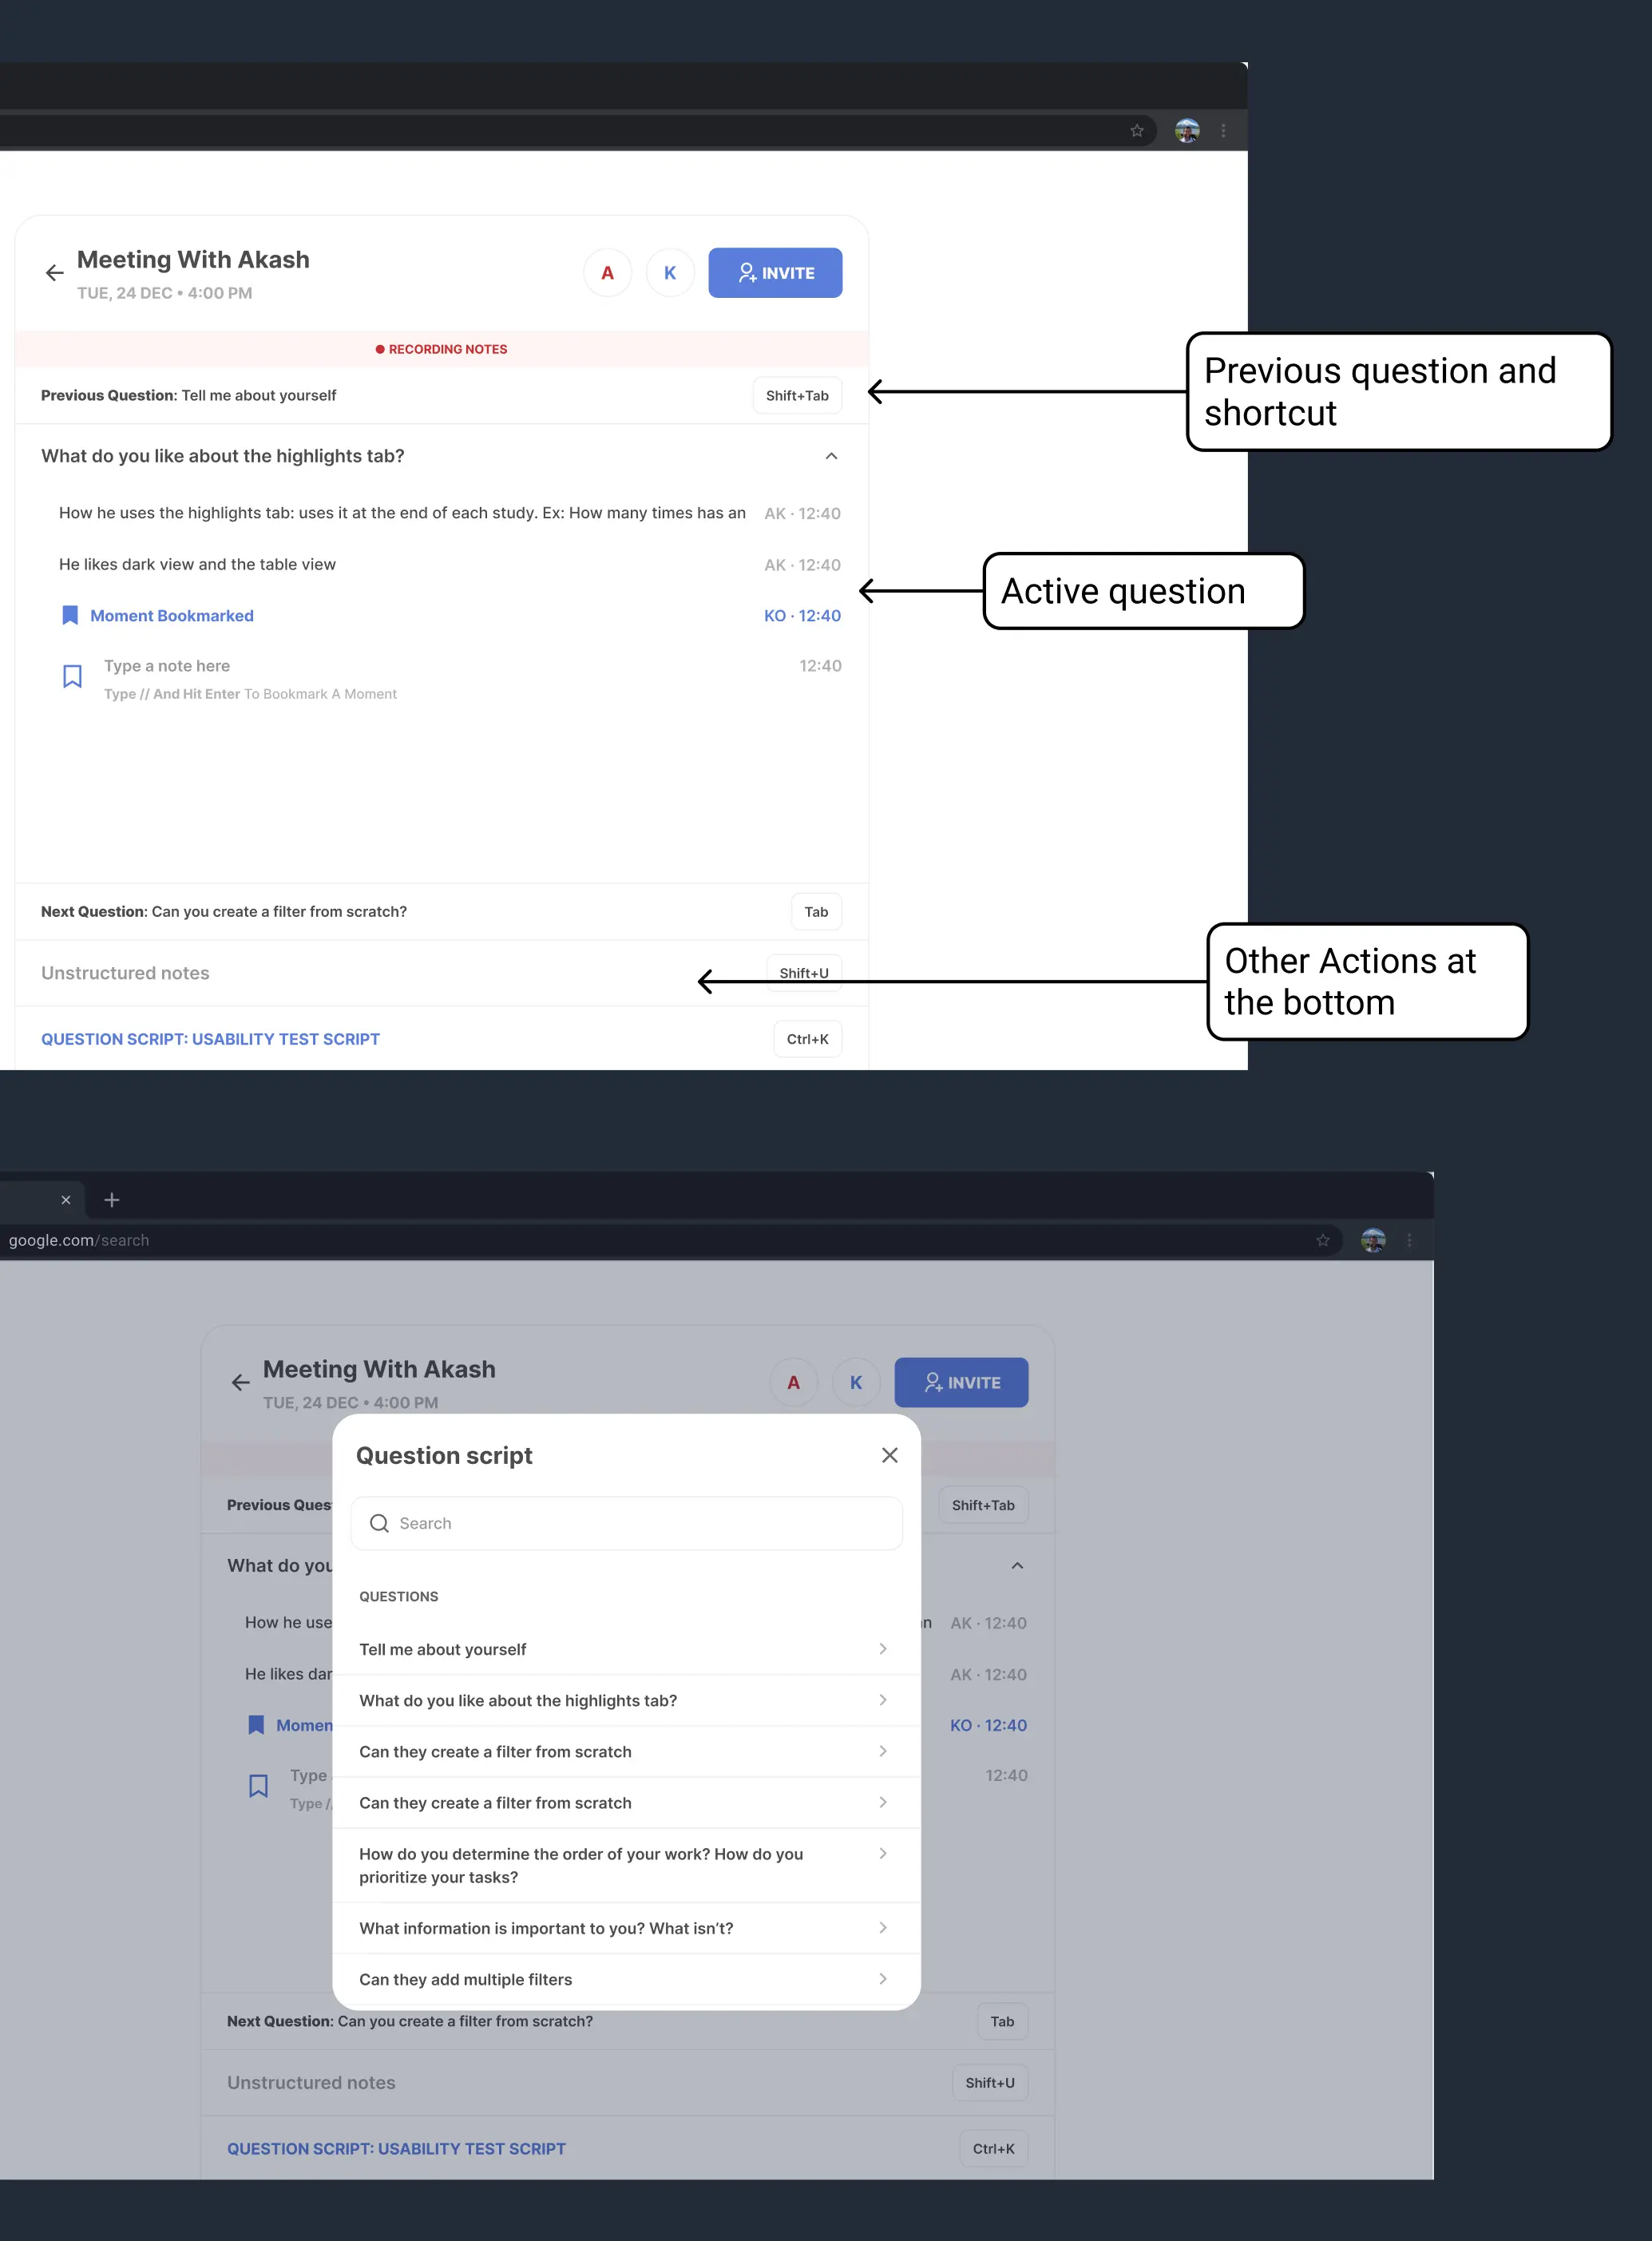 Meeting With Akash
TUE, 24 DEC • 4:00 PM
A
K
INVITE
RECORDING NOTES
Previous Question: Tell me about yourself
Shift+Tab
Previous question and
shortcut
What do you like about the highlights tab?
How he uses the highlights tab: uses it at the end of each study. Ex: How many times has an
AK · 12:40
He likes dark view and the table view
AK · 12:40
Active question
Moment Bookmarked
KO · 12:40
Type a note here
12:40
Type // And Hit Enter To Bookmark A Moment
Next Question: Can you create a filter from scratch?
Tab
Unstructured notes
Shift+U
Other Actions at
the bottom
QUESTION SCRIPT: USABILITY TEST SCRIPT
Ctrl+K
google.com/search
Meeting With Akash
TUE, 24 DEC • 4:00 PM
A
K
INVITE
Question script
Search
QUESTIONS
Tell me about yourself
What do you like about the highlights tab?
Can they create a filter from scratch
Can they create a filter from scratch
How do you determine the order of your work? How do you
prioritize your tasks?
What information is important to you? What isn't?
Can they add multiple filters
Previous Ques
Shift+Tab
What do you
How he use
n
AK · 12:40
He likes dar
AK · 12:40
Momen
KO · 12:40
Type
12:40
Type /
Next Question: Can you create a filter from scratch?
Tab
Unstructured notes
Shift+U
QUESTION SCRIPT: USABILITY TEST SCRIPT
Ctrl+K